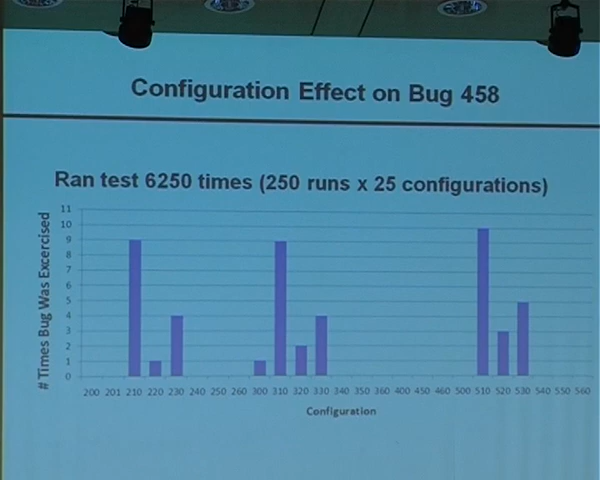 Configuration Effect on Bug 458
Ran test 6250 times (250 runs x 25 configurations)
# Times Bug Was Excercised
11
10
9
8
7
6
5
4
3
2
1
0
200 201 210 220 230 240 250 260 300 310 320 330 340 350 360 400 450 460 500 510 520 530 540 550 560
Configuration